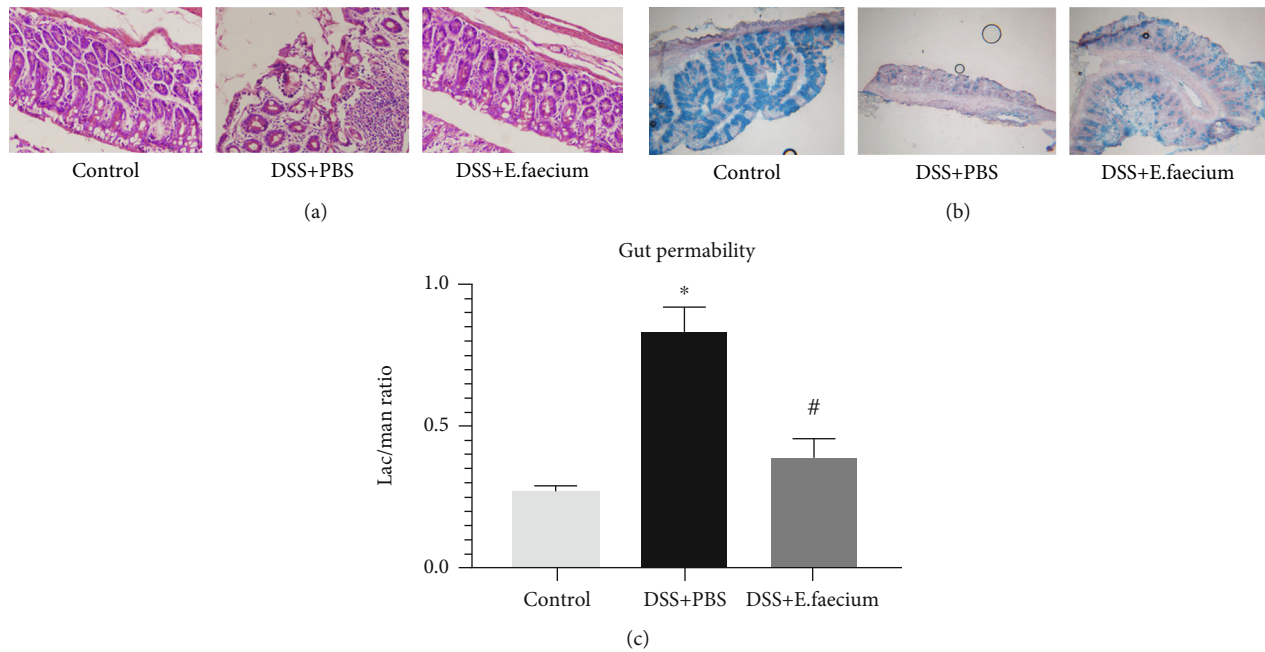 Control
DSS+PBS
DSS+E.faecium
(a)
Control
DSS+PBS
DSS+E.faecium
(b)
Gut permability
Lac/man ratio
1.0
0.5
0.0
*
#
Control
DSS+PBS
DSS+E.faecium
(c)